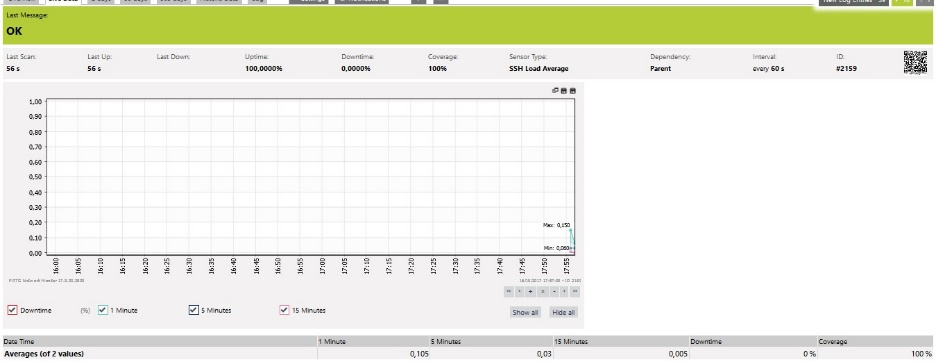 Last Message:
OK
Last Scan: Last Up: Last Down: Uptime: Downtime: Coverage: Sensor Type: Dependency: Interval: ID:
56 s 56 s 100,0000% 0,0000% 100% SSH Load Average Parent every 60 s #2159
1,00
0,90
0,80
0,70
0,60
0,50
0,40
0,30
0,20
0,10
0,00
Max: 0,150
Min: 0,060
16:00 16:05 16:10 16:15 16:20 16:25 16:30 16:35 16:40 16:45 16:50 16:55 17:00 17:05 17:10 17:15 17:20 17:25 17:30 17:35 17:40 17:45 17:50 17:55
Downtime (%) 1 Minute 5 Minutes 15 Minutes Show all Hide all
Date Time 1 Minute 5 Minutes 15 Minutes Downtime Coverage
Averages (of 2 values) 0,105 0,03 0,005 0 % 100 %